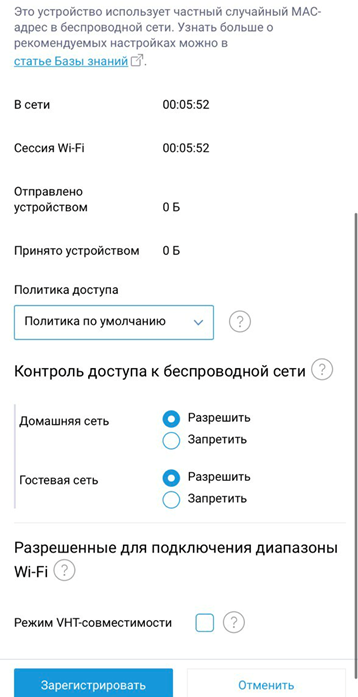 Это устройство использует частный случайный MAC-
адрес в беспроводной сети. Узнать больше о
рекомендуемых настройках можно в
статье Базы знаний.
В сети 00:05:52
Сессия Wi-Fi 00:05:52
Отправлено
устройством 0 Б
Принято устройством 0 Б
Политика доступа
Политика по умолчанию ?
Контроль доступа к беспроводной сети ?
Домашняя сеть Разрешить
Запретить
Гостевая сеть Разрешить
Запретить
Разрешенные для подключения диапазоны
Wi-Fi ?
Режим VHT-совместимости ?
Зарегистрировать Отменить